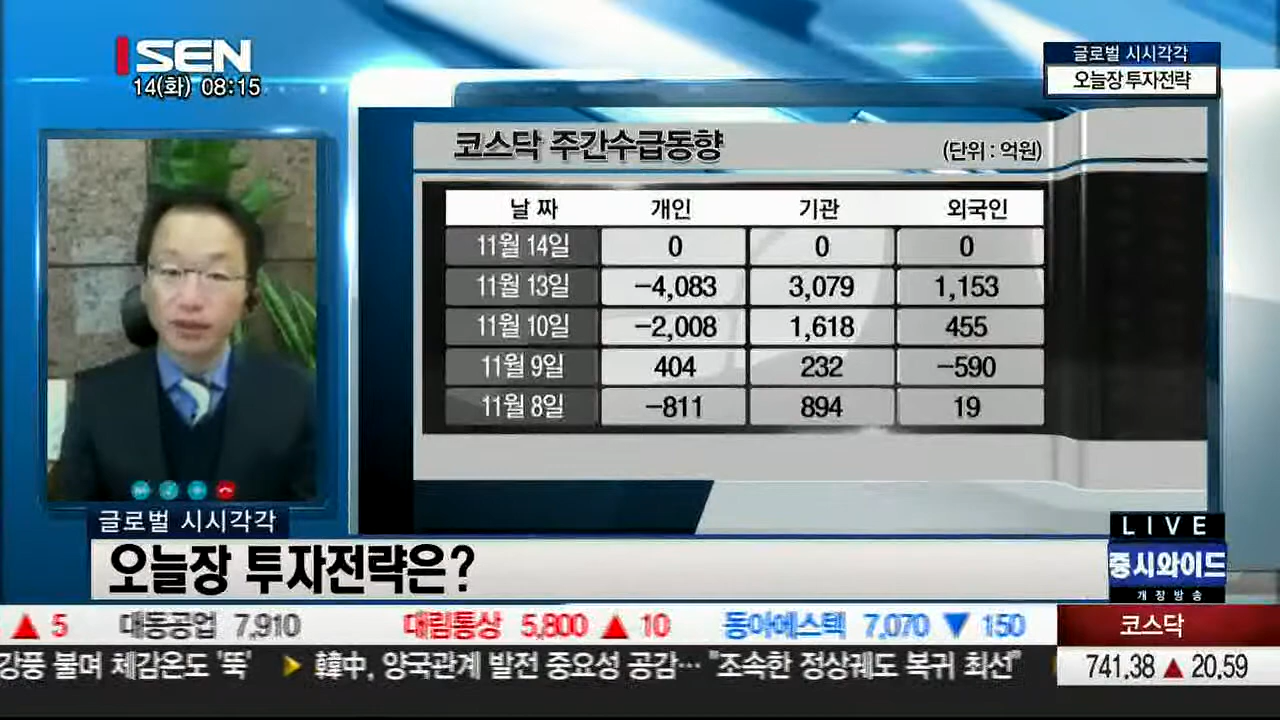 SEN
14(화) 08:15
글로벌 시시각각
오늘장 투자전략
코스닥 주간수급동향
(단위 : 억원)
날 짜 개인 기관 외국인
11월 14일 0 0 0
11월 13일 -4,083 3,079 1,153
11월 10일 -2,008 1,618 455
11월 9일 404 232 -590
11월 8일 -811 894 19
글로벌 시시각각
오늘장 투자전략은?
LIVE
증시와이드
개장방송
▲ 5 대동공업 7,910 대림통상 5,800 ▲ 10 동아에스텍 7,070 ▼ 150
코스닥
강풍 불며 체감온도 '뚝' ▶ 韓中, 양국관계 발전 중요성 공감… "조속한 정상궤도 복귀 최선"
741.38 ▲ 20.59